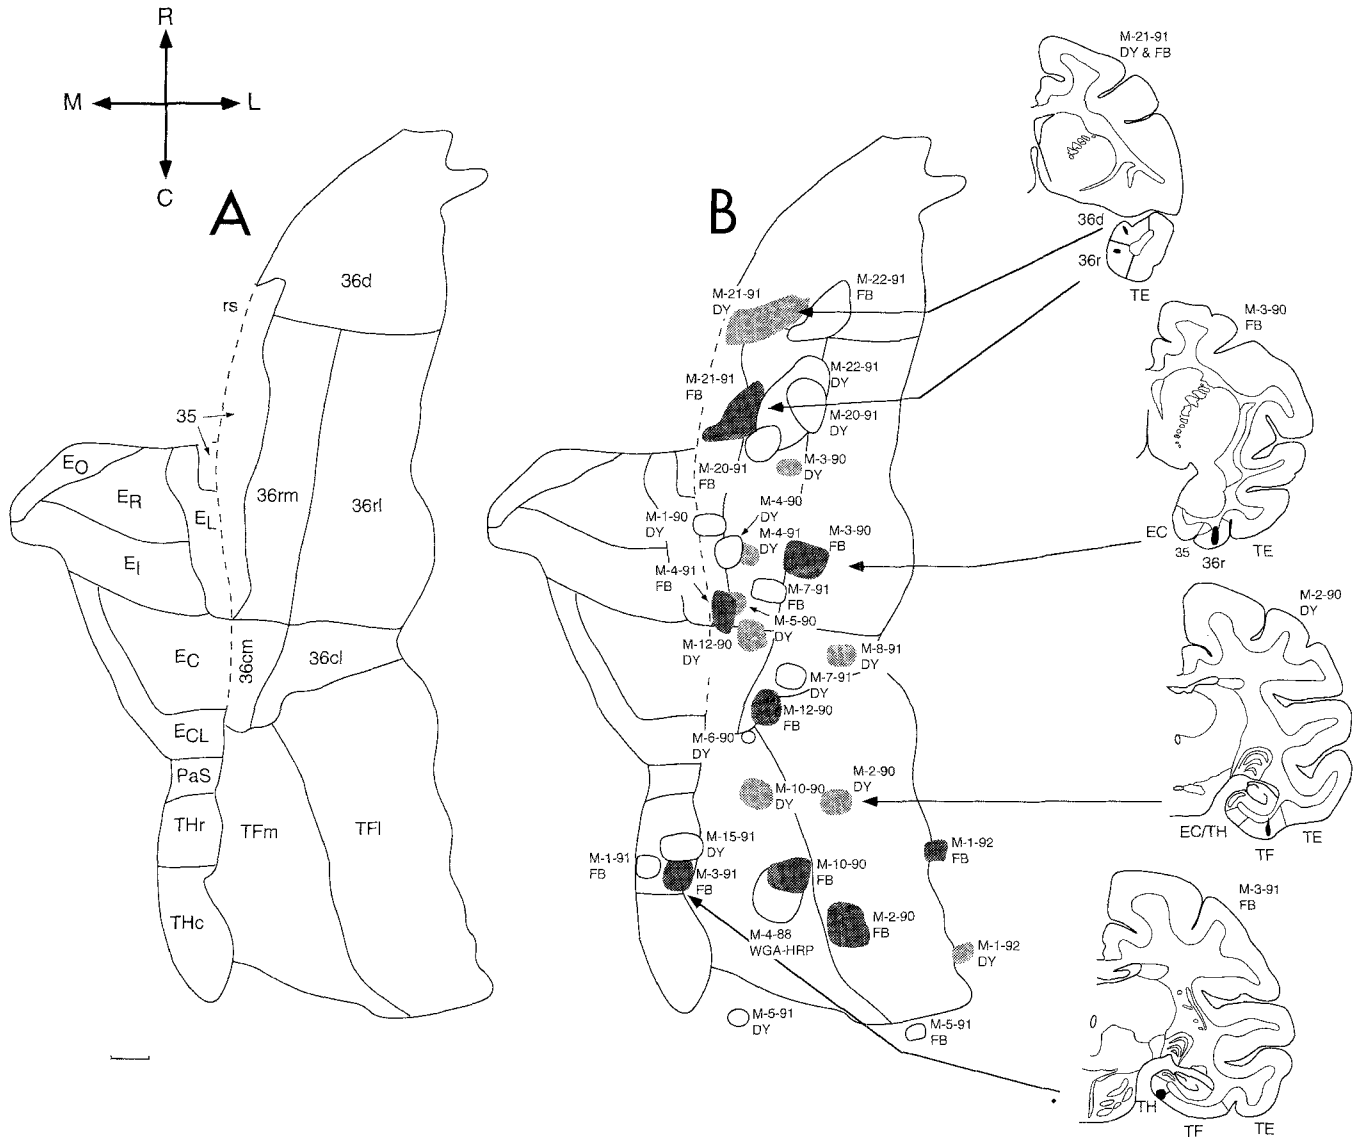 R
M
L
C
A
36d
rs
35
EO
ER
EL
36rm
36rl
EI
EC
36cm
36cl
ECL
PaS
THr
TFm
TFl
THc
B
M-21-91
DY
M-22-91
FB
M-21-91
FB
M-22-91
DY
M-20-91
DY
M-20-91
FB
M-3-90
DY
M-1-90
DY
M-4-90
DY
M-4-91
DY
M-3-90
FB
M-4-91
FB
M-7-91
FB
M-5-90
DY
M-12-90
DY
M-8-91
DY
M-7-91
DY
M-12-90
FB
M-6-90
DY
M-10-90
DY
M-2-90
DY
M-15-91
DY
M-1-91
FB
M-3-91
FB
M-10-90
FB
M-1-92
FB
M-2-90
FB
M-4-88
WGA-HRP
M-1-92
DY
M-5-91
DY
M-5-91
FB
M-21-91
DY & FB
36d
36r
TE
M-3-90
FB
EC
35
36r
TE
M-2-90
DY
EC/TH
TF
TE
M-3-91
FB
TH
TF
TE